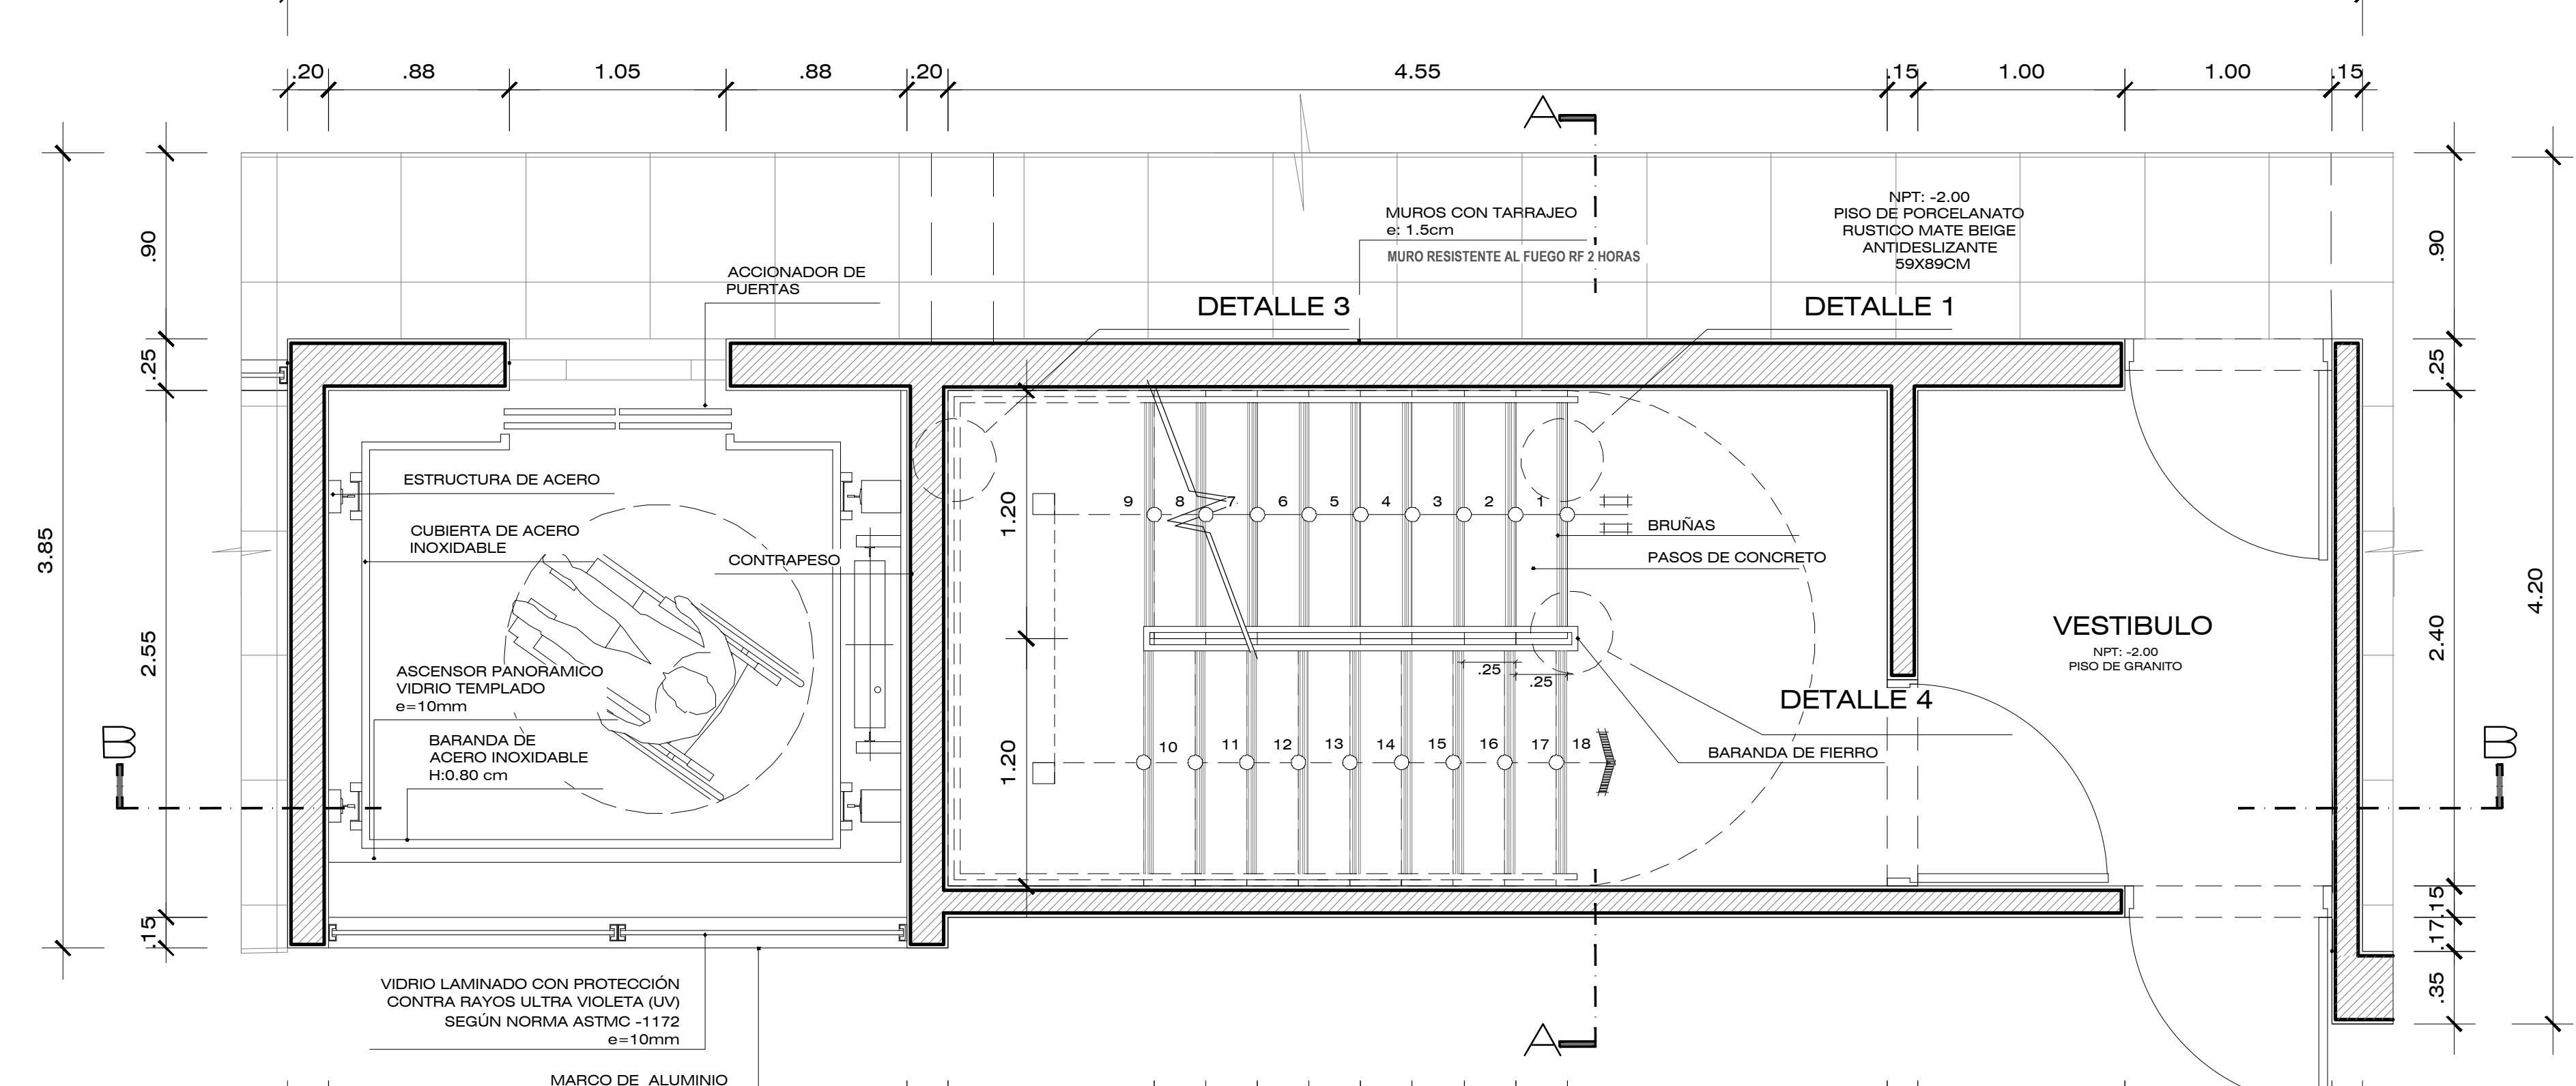 .20 .88 1.05 .88 .20 4.55 .15 1.00 1.00 .15
A
NPT: -2.00
PISO DE PORCELANATO
RUSTICO MATE BEIGE
ANTIDESLIZANTE
59X89CM
MUROS CON TARRAJEO
e: 1.5cm
MURO RESISTENTE AL FUEGO RF 2 HORAS
.90
.90
ACCIONADOR DE
PUERTAS
DETALLE 3
DETALLE 1
.25
.25
ESTRUCTURA DE ACERO
CUBIERTA DE ACERO
INOXIDABLE
CONTRAPESO
1.20
9 8 7 6 5 4 3 2 1
BRUÑAS
PASOS DE CONCRETO
3.85
2.55
4.20
2.40
VESTIBULO
NPT: -2.00
PISO DE GRANITO
ASCENSOR PANORAMICO
VIDRIO TEMPLADO
e=10mm
.25
.25
DETALLE 4
BARANDA DE
ACERO INOXIDABLE
H:0.80 cm
B
B
1.20
10 11 12 13 14 15 16 17 18
BARANDA DE FIERRO
.15
.15
.17
.35
VIDRIO LAMINADO CON PROTECCIÓN
CONTRA RAYOS ULTRA VIOLETA (UV)
SEGÚN NORMA ASTMC -1172
e=10mm
A
MARCO DE ALUMINIO